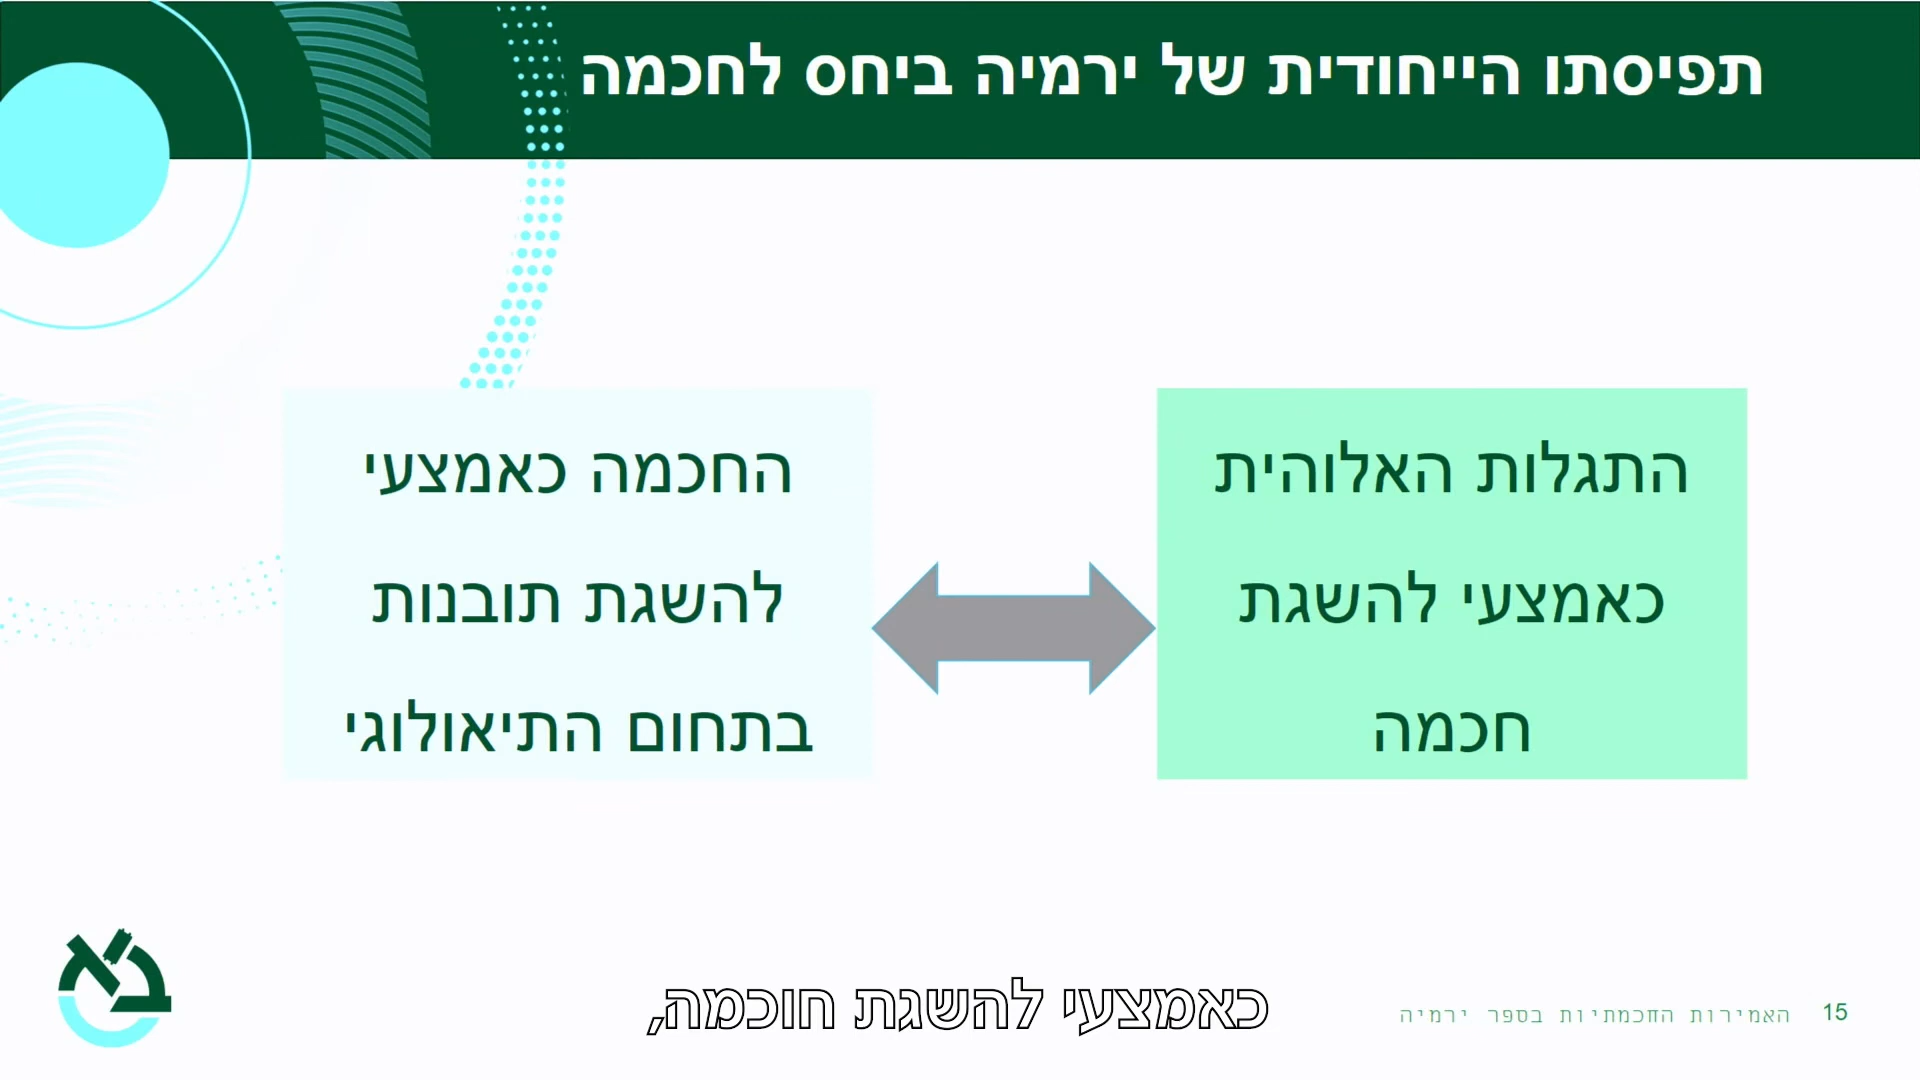 תפיסתו הייחודית של ירמיה ביחס לחכמה
התגלות האלוהית
כאמצעי להשגת
חכמה
החכמה כאמצעי
להשגת תובנות
בתחום התיאולוגי
כאמצעי להשגת חוכמה,
האמירות החכמתיות בספר ירמיה
15
בא